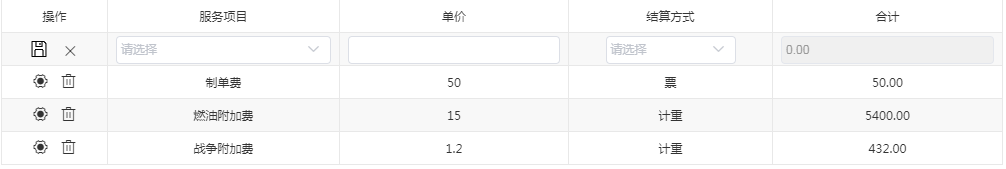 操作 服务项目 单价 结算方式 合计
请选择 请选择 0.00
制单费 50 票 50.00
燃油附加费 15 计重 5400.00
战争附加费 1.2 计重 432.00